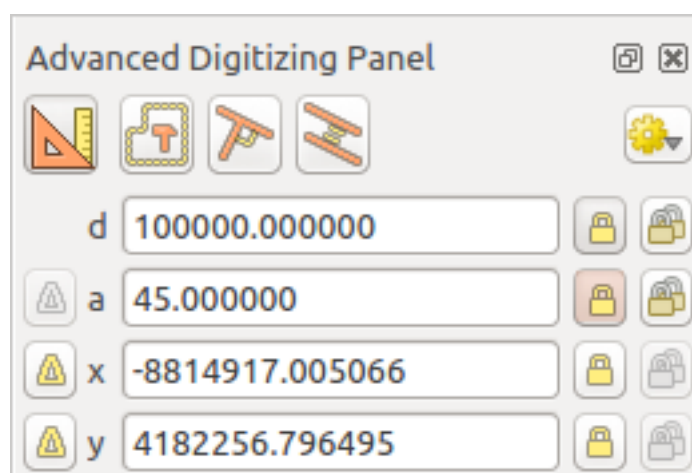 Advanced Digitizing Panel
d 100000.000000
a 45.000000
x -8814917.005066
y 4182256.796495